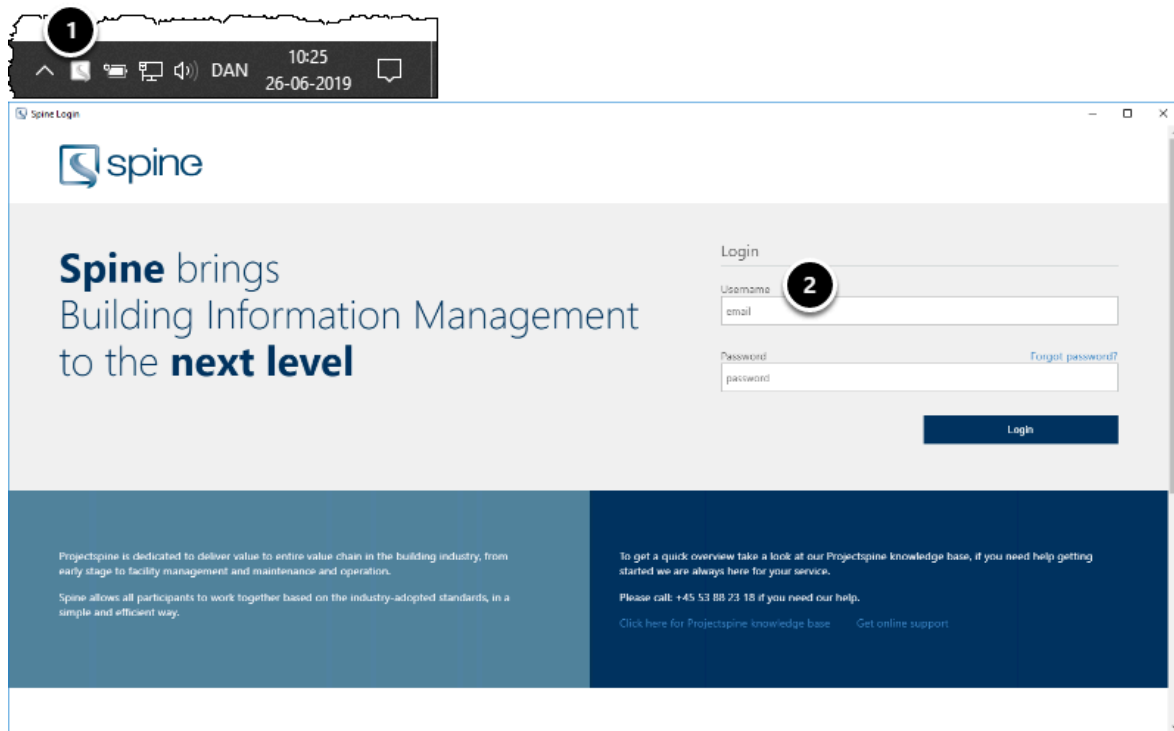 1
DAN
10:25
26-06-2019
Spine Login
spine
Spine brings
Building Information Management
to the next level
Login
Username
2
email
Password
Forgot password?
password
Login
Projectspine is dedicated to deliver value to entire value chain in the building industry, from
early stage to facility management and maintenance and operation.
Spine allows all participants to work together based on the industry-adopted standards, in a
simple and efficient way.
To get a quick overview take a look at our Projectspine knowledge base, if you need help getting
started we are always here for your service.
Please call: +45 53 88 23 18 if you need our help.
Click here for Projectspine knowledge base
Get online support